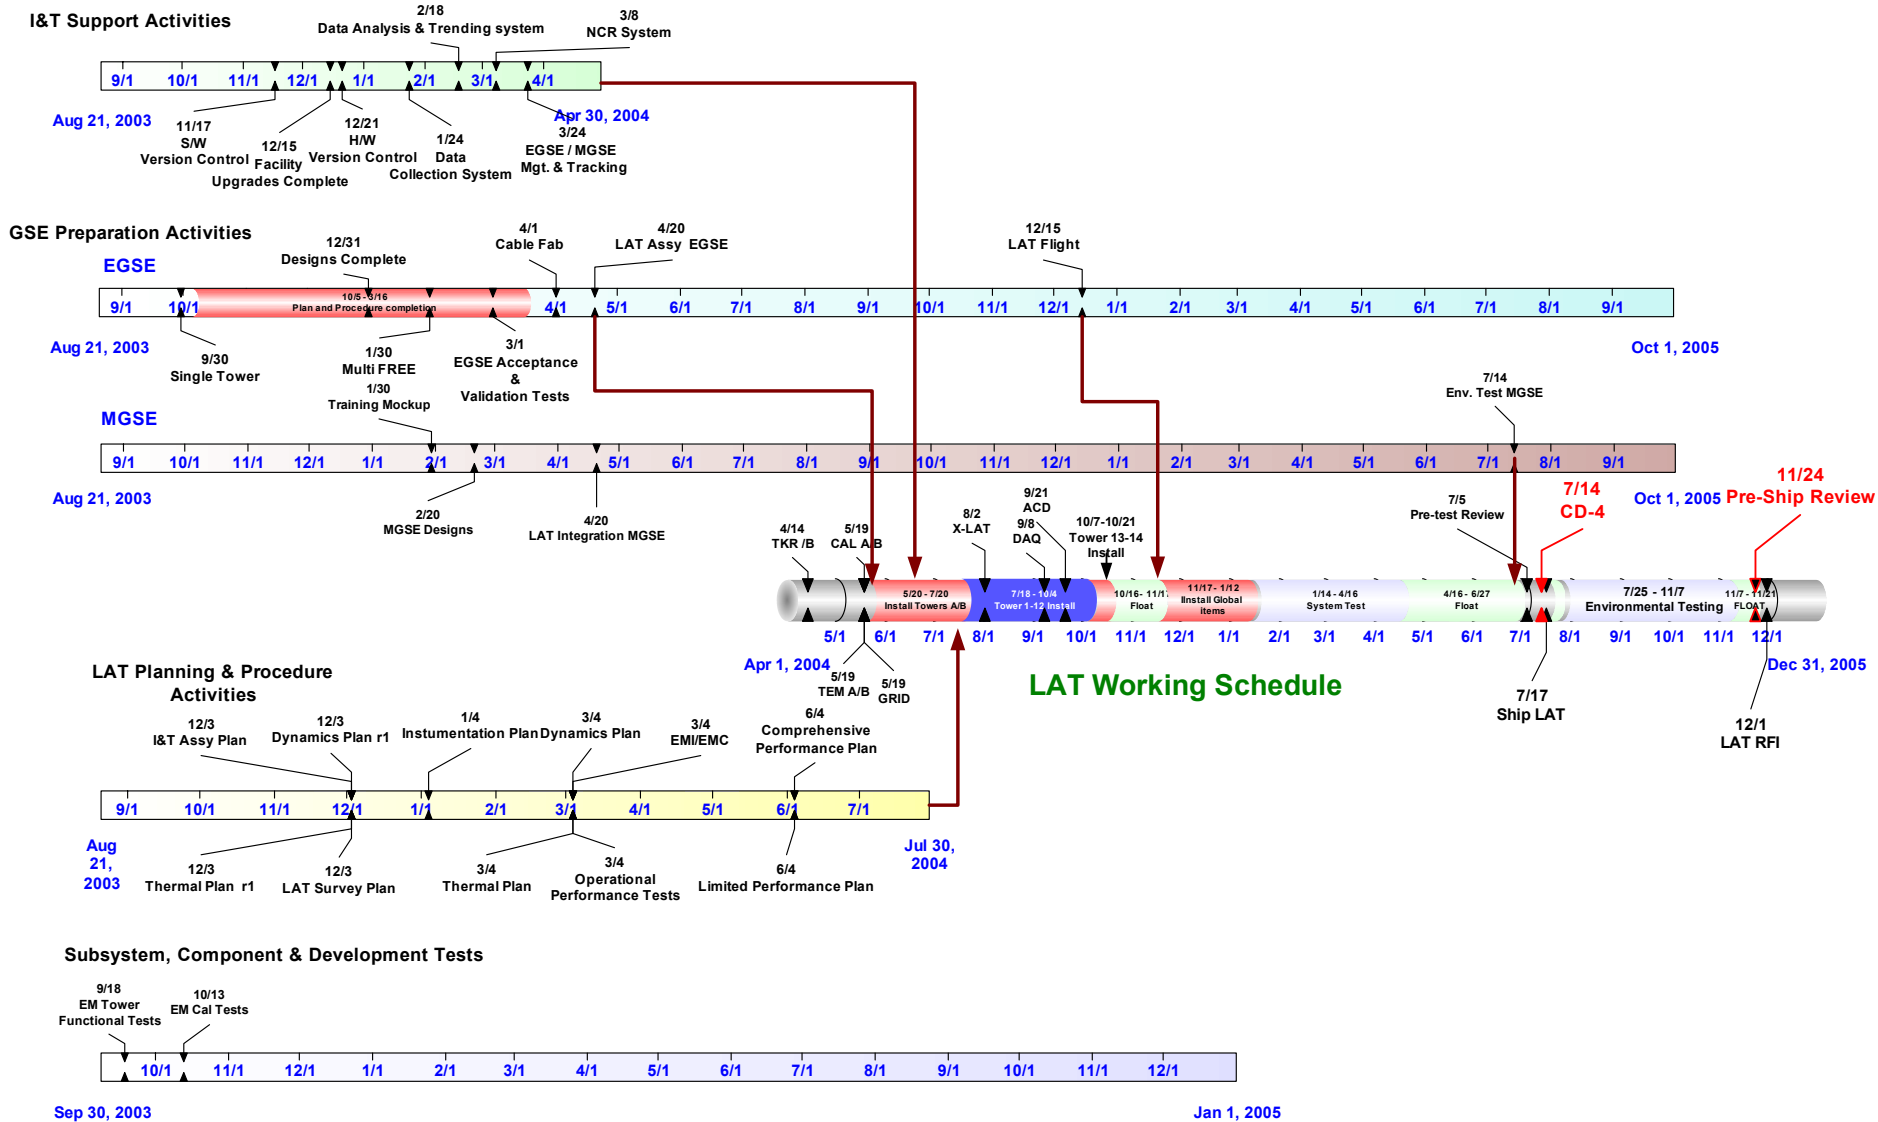 I&T Support Activities
2/18
Data Analysis & Trending system
3/8
NCR System
9/1 10/1 11/1 12/1 1/1 2/1 3/1 4/1
Aug 21, 2003
Apr 30, 2004
11/17
S/W
Version Control
12/15
Facility
Upgrades Complete
12/21
H/W
Version Control
1/24
Data
Collection System
3/24
EGSE / MGSE
Mgt. & Tracking
GSE Preparation Activities
EGSE
12/31
Designs Complete
4/1
Cable Fab
4/20
LAT Assy EGSE
12/15
LAT Flight
10/5 - 3/16
Plan and Procedure completion
9/1 10/1 4/1 5/1 6/1 7/1 8/1 9/1 10/1 11/1 12/1 1/1 2/1 3/1 4/1 5/1 6/1 7/1 8/1 9/1
Aug 21, 2003
Oct 1, 2005
9/30
Single Tower
1/30
Multi FREE
3/1
EGSE Acceptance
&
Validation Tests
1/30
Training Mockup
7/14
Env. Test MGSE
MGSE
9/1 10/1 11/1 12/1 1/1 2/1 3/1 4/1 5/1 6/1 7/1 8/1 9/1 10/1 11/1 12/1 1/1 2/1 3/1 4/1 5/1 6/1 7/1 8/1 9/1
Aug 21, 2003
Oct 1, 2005
2/20
MGSE Designs
4/20
LAT Integration MGSE
4/14
TKR /B
5/19
CAL A/B
8/2
X-LAT
9/21
ACD
9/8
DAQ
10/7-10/21
Tower 13-14
Install
7/5
Pre-test Review
7/14
CD-4
11/24
Pre-Ship Review
5/20 - 7/20
Install Towers A/B
7/18 - 10/4
Tower 1-12 Install
10/16- 11/17
Float
11/17- 1/12
IInstall Global
items
1/14 - 4/16
System Test
4/16 - 6/27
Float
7/25 - 11/7
Environmental Testing
11/7 - 11/21
FLOAT
5/1 6/1 7/1 8/1 9/1 10/1 11/1 12/1 1/1 2/1 3/1 4/1 5/1 6/1 7/1 8/1 9/1 10/1 11/1 12/1
Apr 1, 2004
Dec 31, 2005
5/19
TEM A/B
5/19
GRID
LAT Working Schedule
7/17
Ship LAT
12/1
LAT RFI
LAT Planning & Procedure
Activities
12/3
I&T Assy Plan
12/3
Dynamics Plan r1
1/4
Instumentation Plan
3/4
Dynamics Plan
3/4
EMI/EMC
6/4
Comprehensive
Performance Plan
9/1 10/1 11/1 12/1 1/1 2/1 3/1 4/1 5/1 6/1 7/1
Aug
21,
2003
Jul 30,
2004
12/3
Thermal Plan r1
12/3
LAT Survey Plan
3/4
Thermal Plan
3/4
Operational
Performance Tests
6/4
Limited Performance Plan
Subsystem, Component & Development Tests
9/18
EM Tower
Functional Tests
10/13
EM Cal Tests
10/1 11/1 12/1 1/1 2/1 3/1 4/1 5/1 6/1 7/1 8/1 9/1 10/1 11/1 12/1
Sep 30, 2003
Jan 1, 2005